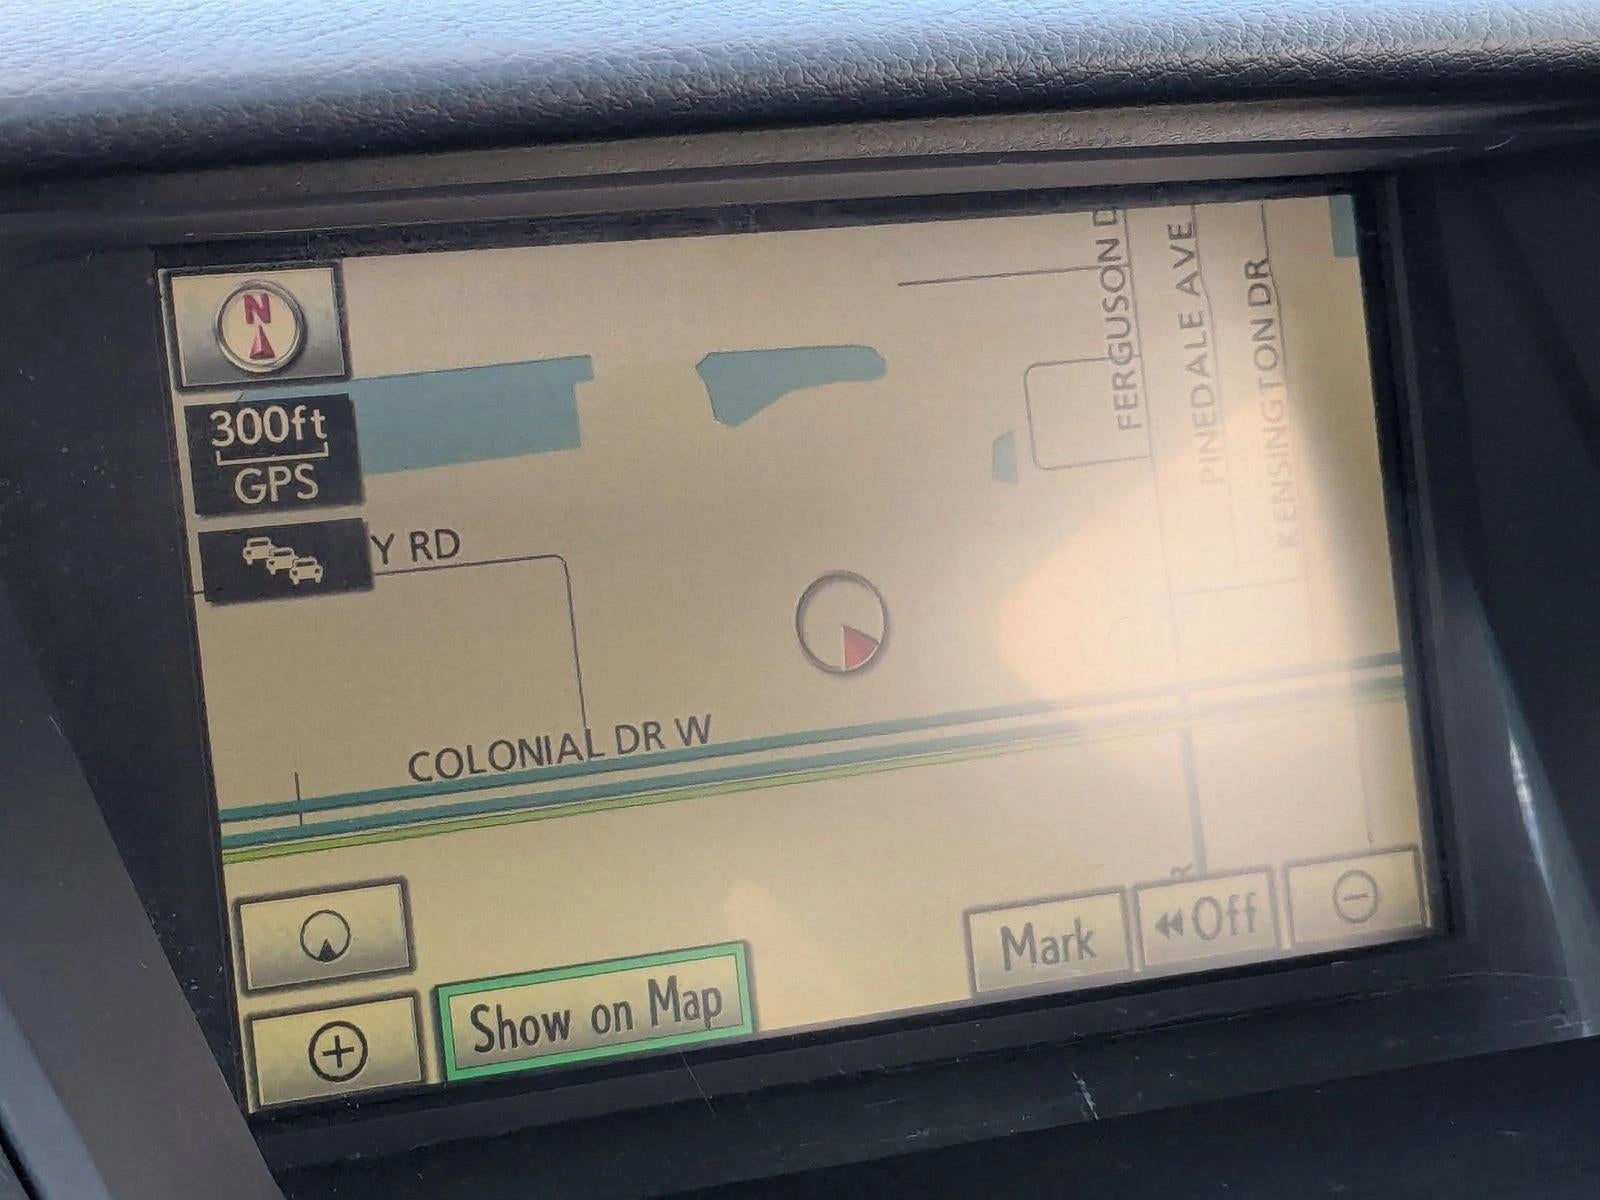 N
300ft
GPS
Y RD
FERGUSON D
PINEDALE AVE
KENSINGTON DR
COLONIAL DR W
R
Mark
Off
Show on Map